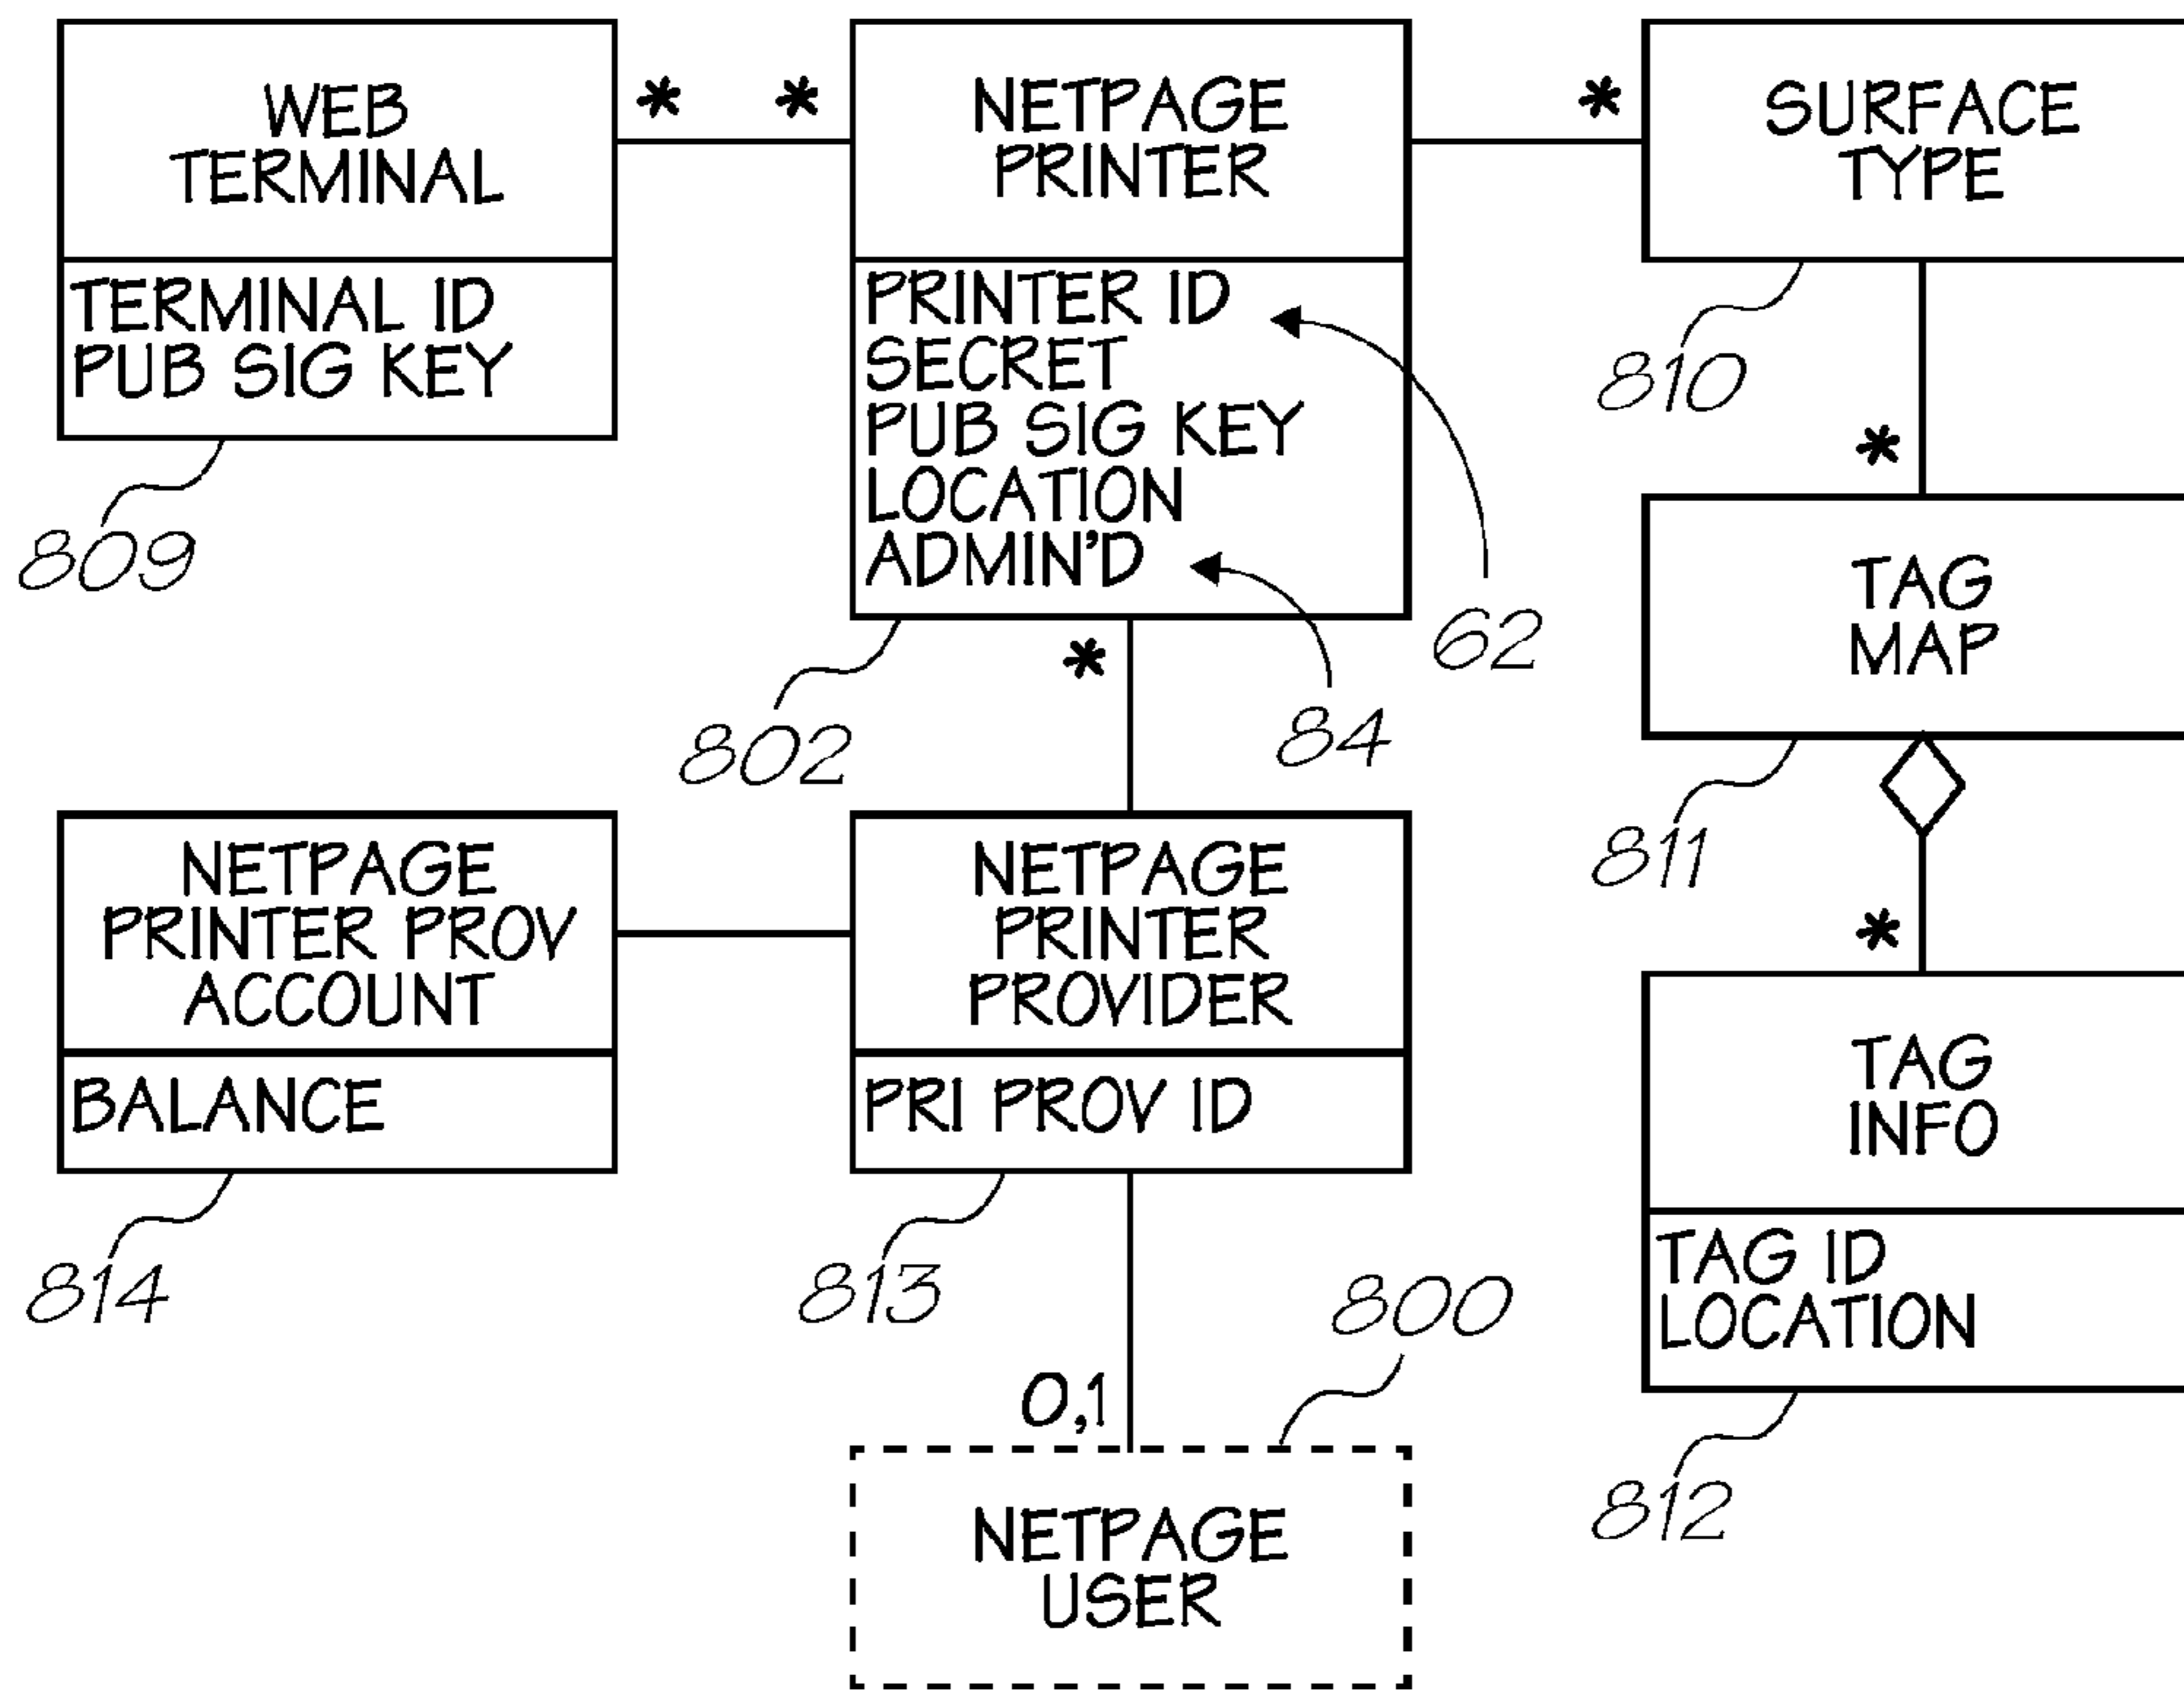 WEB
TERMINAL
TERMINAL ID
PUB SIG KEY
809
*
*
NETPAGE
PRINTER
PRINTER ID
SECRET
PUB SIG KEY
LOCATION
ADMIN'D
802
62
84
*
*
SURFACE
TYPE
810
*
TAG
MAP
811
*
TAG
INFO
TAG ID
LOCATION
812
NETPAGE
PRINTER PROV
ACCOUNT
BALANCE
814
NETPAGE
PRINTER
PROVIDER
PRI PROV ID
813
0,1
800
NETPAGE
USER